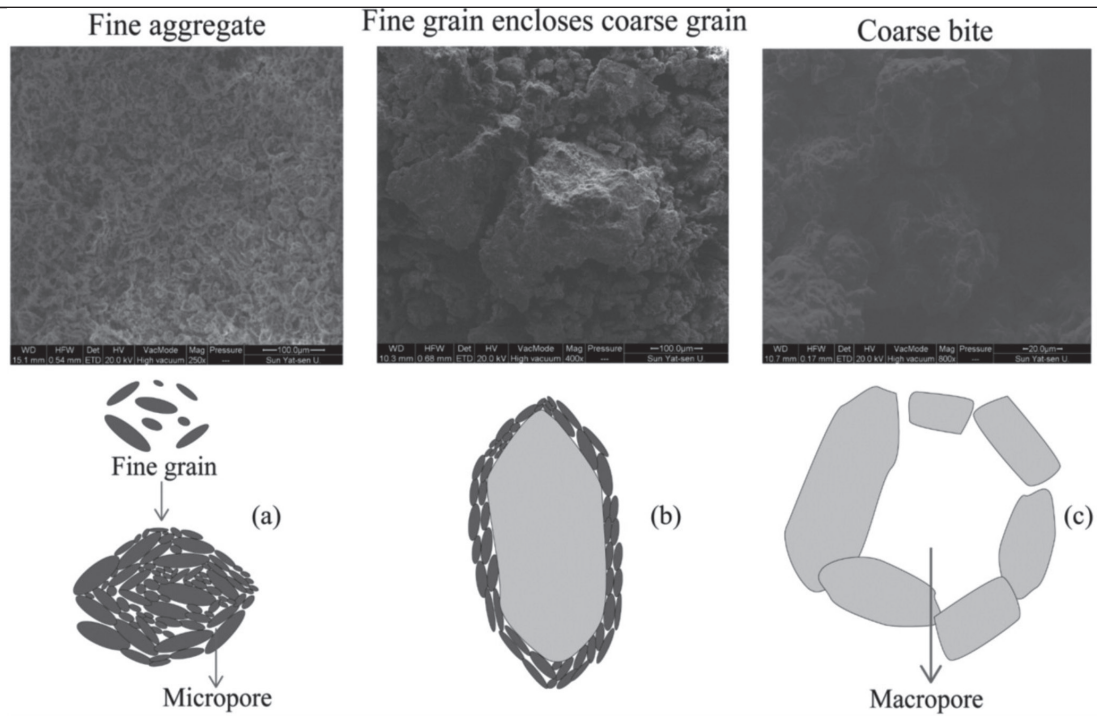 Fine aggregate
Fine grain encloses coarse grain
Coarse bite
WD HFW Det HV VacMode Mag Pressure 100.0µm
15.1 mm 0.54 mm ETD 20.0 kV High vacuum 250x --- Sun Yat-sen U.
WD HFW Det HV VacMode Mag Pressure 100.0µm
10.3 mm 0.68 mm ETD 20.0 kV High vacuum 400x --- Sun Yat-sen U.
WD HFW Det HV VacMode Mag Pressure 20.0µm
10.7 mm 0.17 mm ETD 20.0 kV High vacuum 800x --- Sun Yat-sen U.
Fine grain
(a)
(b)
(c)
Micropore
Macropore